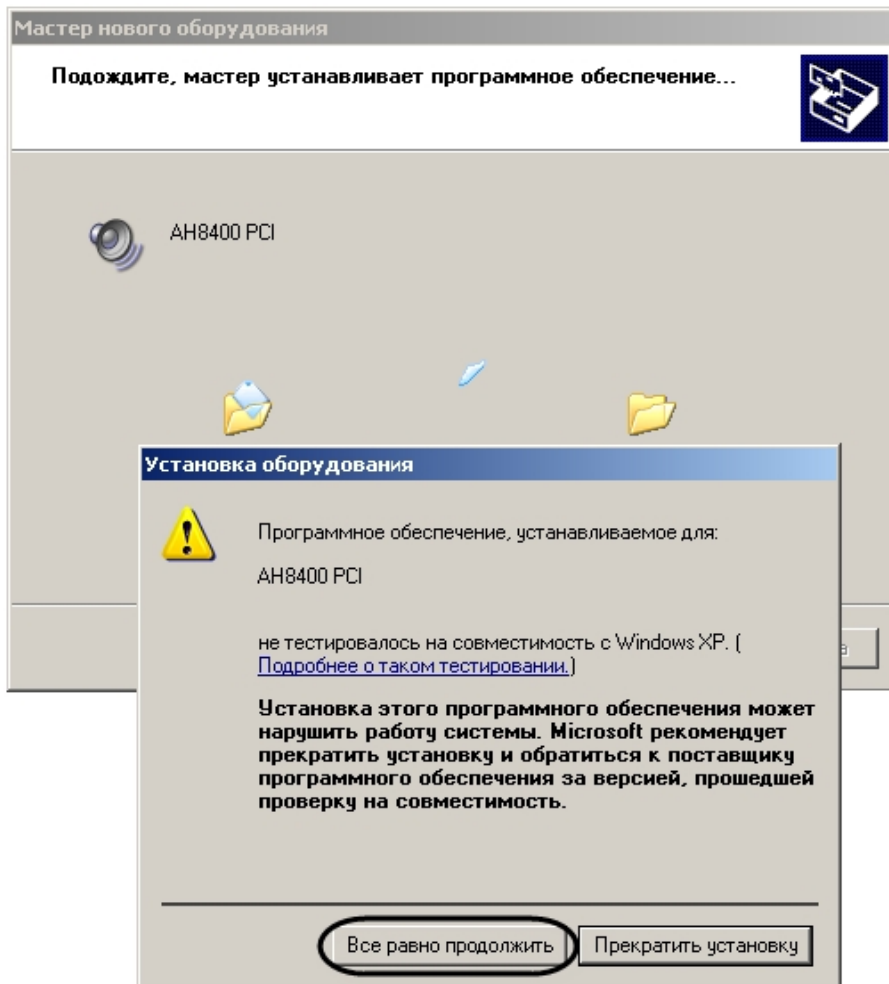 Мастер нового оборудования
Подождите, мастер устанавливает программное обеспечение...
AH8400 PCI
Установка оборудования
Программное обеспечение, устанавливаемое для:
AH8400 PCI
не тестировалось на совместимость с Windows XP. (
Подробнее о таком тестировании.)
Установка этого программного обеспечения может
нарушить работу системы. Microsoft рекомендует
прекратить установку и обратиться к поставщику
программного обеспечения за версией, прошедшей
проверку на совместимость.
Все равно продолжить
Прекратить установку